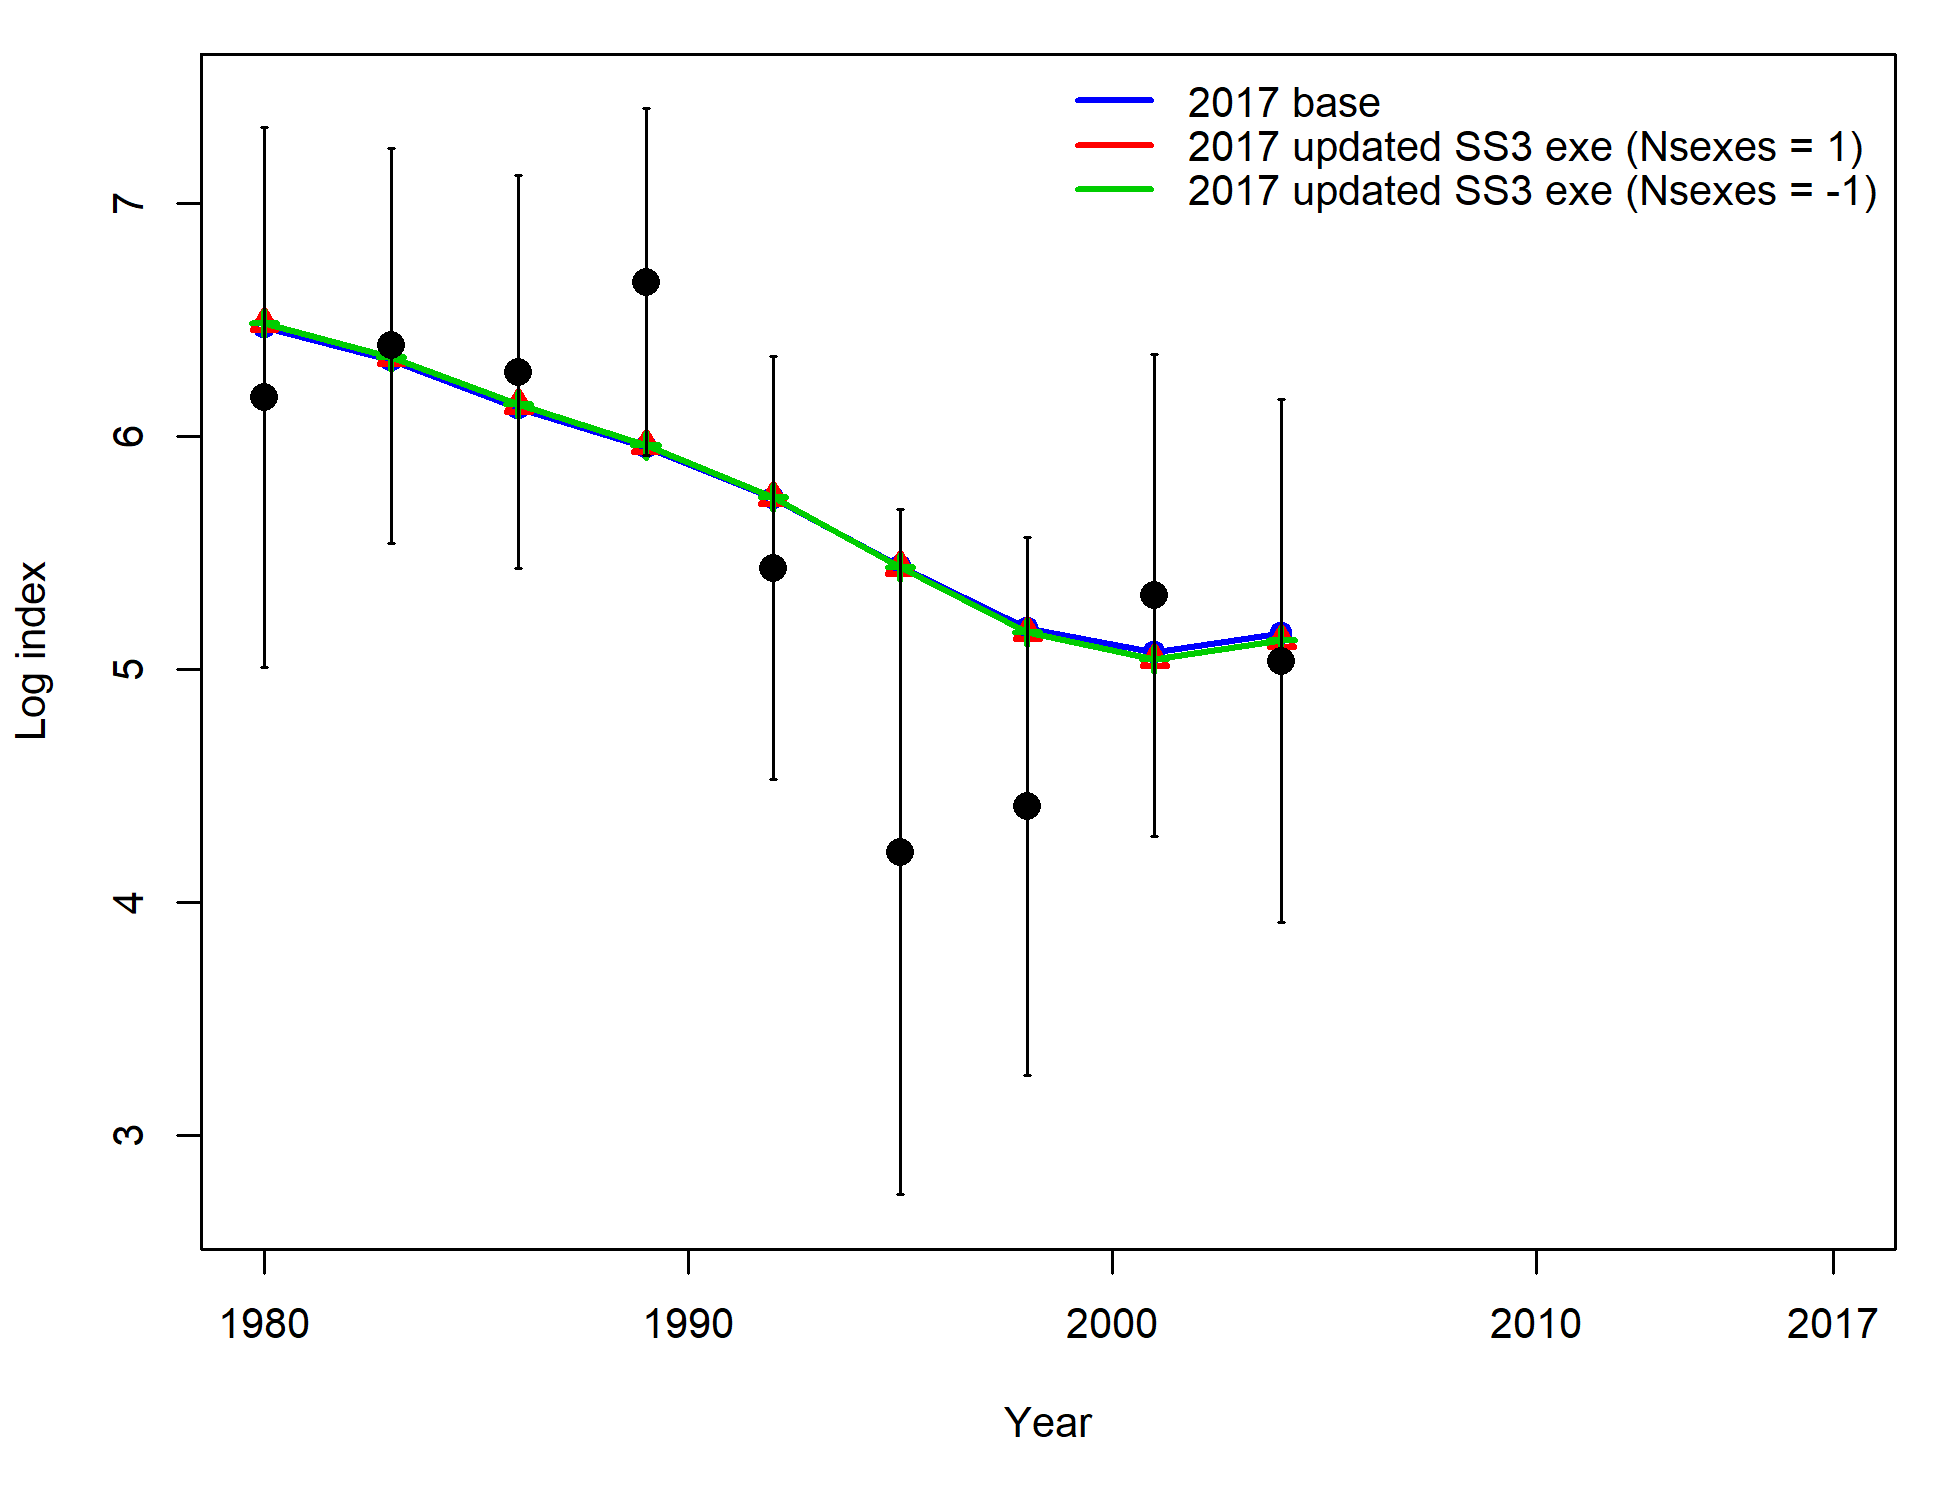 2017 base
2017 updated SS3 exe (Nsexes = 1)
2017 updated SS3 exe (Nsexes = -1)
7
6
5
4
3
Log index
1980
1990
2000
2010
2017
Year